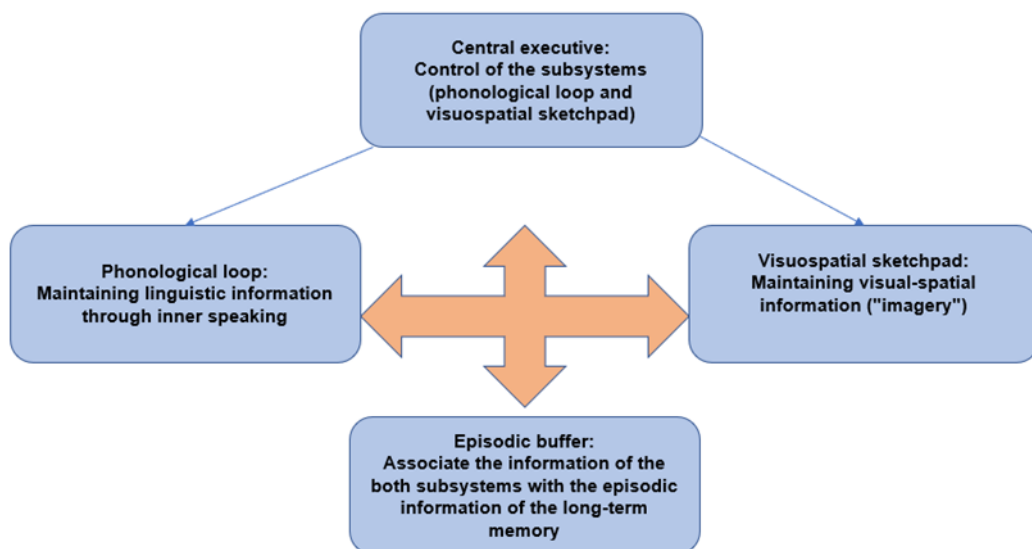 Central executive:
Control of the subsystems
(phonological loop and
visuospatial sketchpad)
Phonological loop:
Maintaining linguistic information
through inner speaking
Visuospatial sketchpad:
Maintaining visual-spatial
information ("imagery")
Episodic buffer:
Associate the information of the
both subsystems with the episodic
information of the long-term
memory